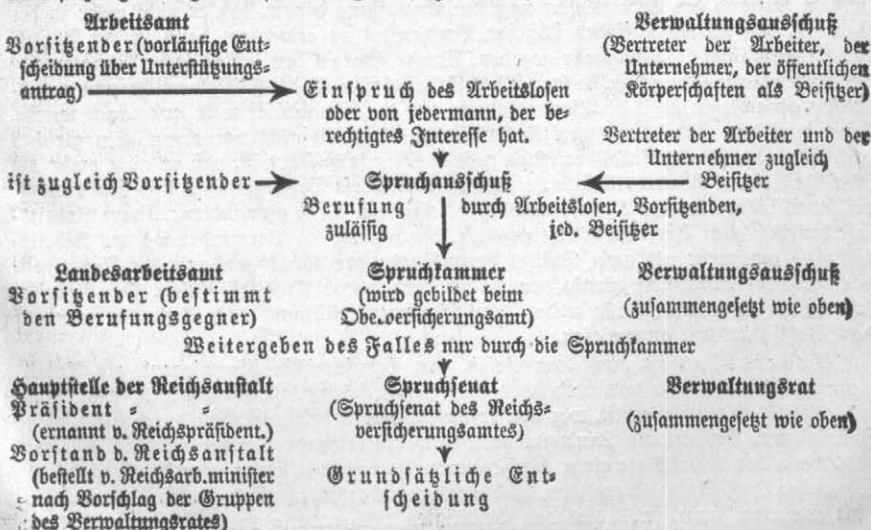 Arbeitsamt
Vorsitzender (vorläufige Ent-
scheidung über Unterstützungs-
antrag)
Verwaltungsausschuß
(Vertreter der Arbeiter, der
Unternehmer, der öffentlichen
Körperschaften als Beisitzer)
Einspruch des Arbeitslosen
oder von jedermann, der be-
rechtigtes Interesse hat.
Vertreter der Arbeiter und der
Unternehmer zugleich
Beisitzer
ist zugleich Vorsitzender
Spruchausschuß
Berufung durch Arbeitslosen, Vorsitzenden,
zulässig jed. Beisitzer
Landesarbeitsamt
Vorsitzender (bestimmt
den Berufungsgegner)
Spruchkammer
(wird gebildet beim
Oberversicherungsamt)
Verwaltungsausschuß
(zusammengesetzt wie oben)
Weitergeben des Falles nur durch die Spruchkammer
Hauptstelle der Reichsanstalt
Präsident " "
(ernannt v. Reichspräsident.)
Vorstand d. Reichsanstalt
(bestellt v. Reichsarb.minister
nach Vorschlag der Gruppen
des Verwaltungsrates)
Spruchsenat
(Spruchsenat des Reichs-
versicherungsamtes)
Grundsätzliche Ent-
scheidung
Verwaltungsrat
(zusammengesetzt wie oben)